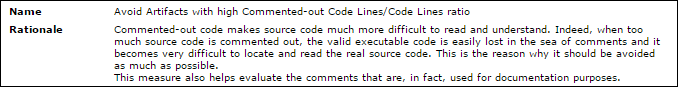 Name Avoid Artifacts with high Commented-out Code Lines/Code Lines ratio
Rationale Commented-out code makes source code much more difficult to read and understand. Indeed, when too
much source code is commented out, the valid executable code is easily lost in the sea of comments and it
becomes very difficult to locate and read the real source code. This is the reason why it should be avoided
as much as possible.
This measure also helps evaluate the comments that are, in fact, used for documentation purposes.